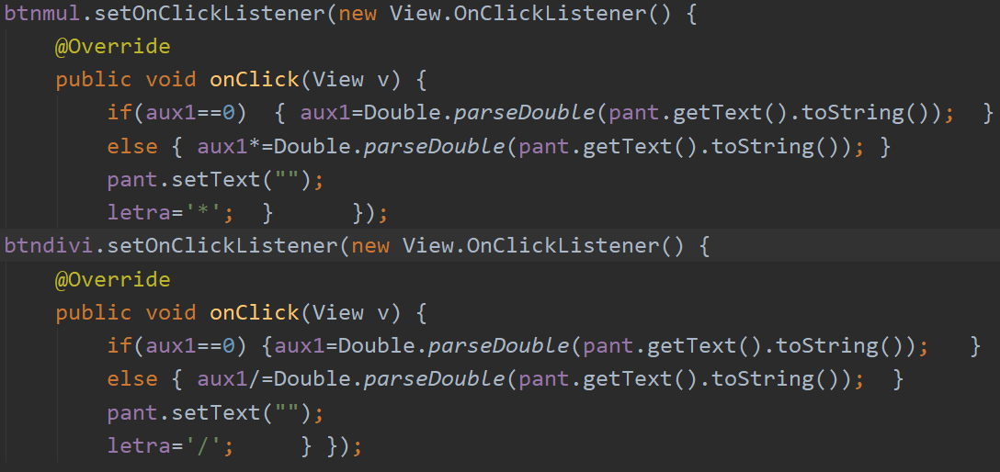 btnmul.setOnClickListener(new View.OnClickListener() {
@Override
public void onClick(View v) {
if(aux1==0)  { aux1=Double.parseDouble(pant.getText().toString());  }
else { aux1*=Double.parseDouble(pant.getText().toString()); }
pant.setText("");
letra='*';  }      });
btndivi.setOnClickListener(new View.OnClickListener() {
@Override
public void onClick(View v) {
if(aux1==0) {aux1=Double.parseDouble(pant.getText().toString());   }
else { aux1/=Double.parseDouble(pant.getText().toString());  }
pant.setText("");
letra='/';     } });